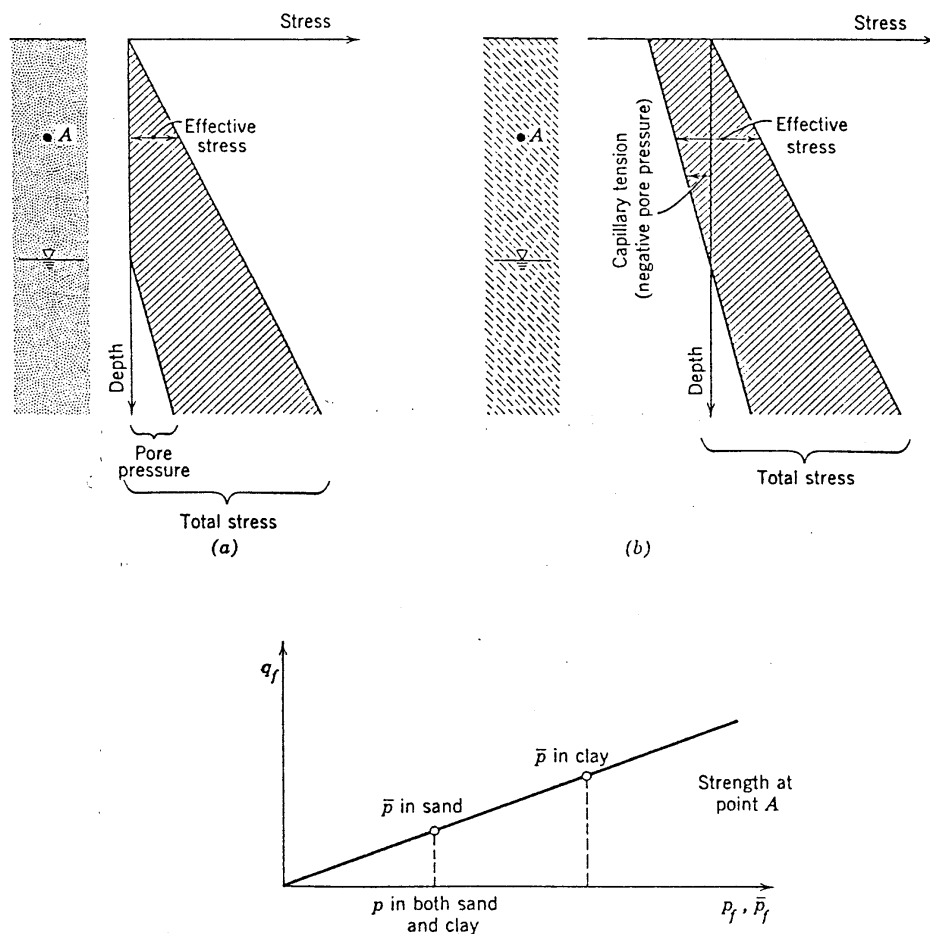 Stress
A
Effective
stress
Depth
Pore
pressure
Total stress
(a)
Stress
A
Effective
stress
Capillary tension
(negative pore pressure)
Depth
Total stress
(b)
q_f
p̅ in clay
p̅ in sand
Strength at
point A
p in both sand
and clay
p_f , p̅_f